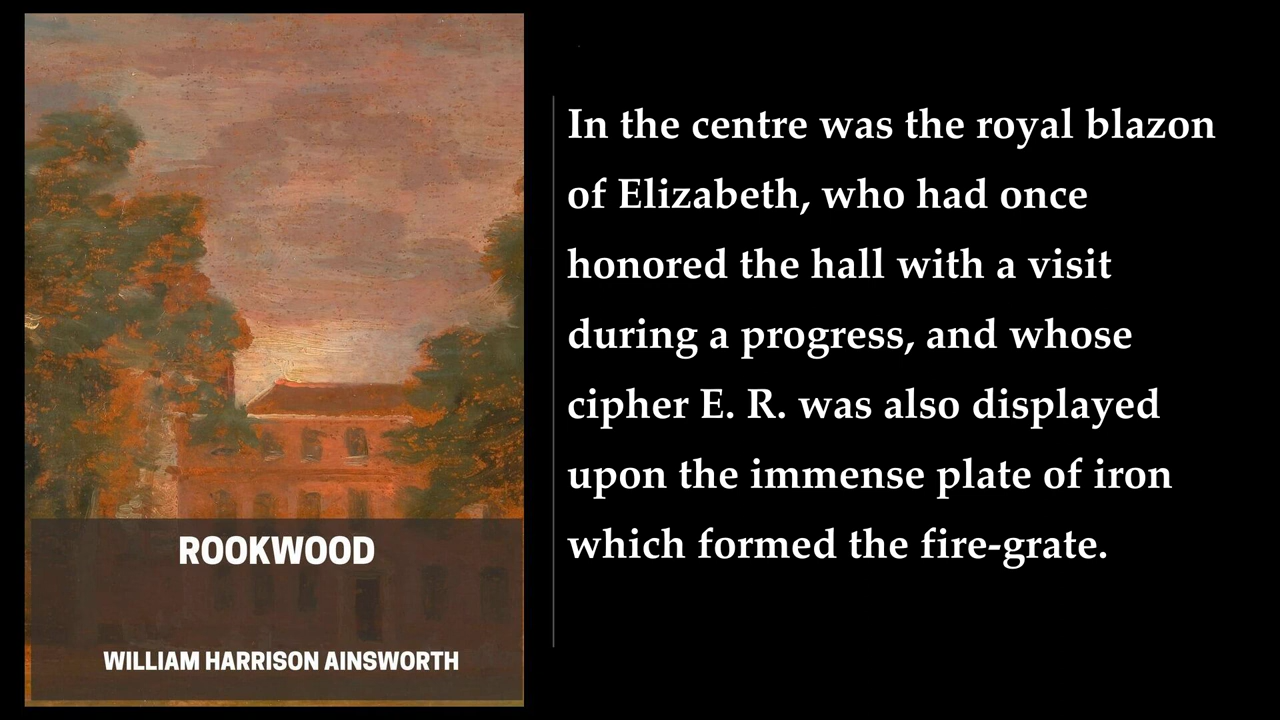 ROOKWOOD
WILLIAM HARRISON AINSWORTH
In the centre was the royal blazon
of Elizabeth, who had once
honored the hall with a visit
during a progress, and whose
cipher E. R. was also displayed
upon the immense plate of iron
which formed the fire-grate.